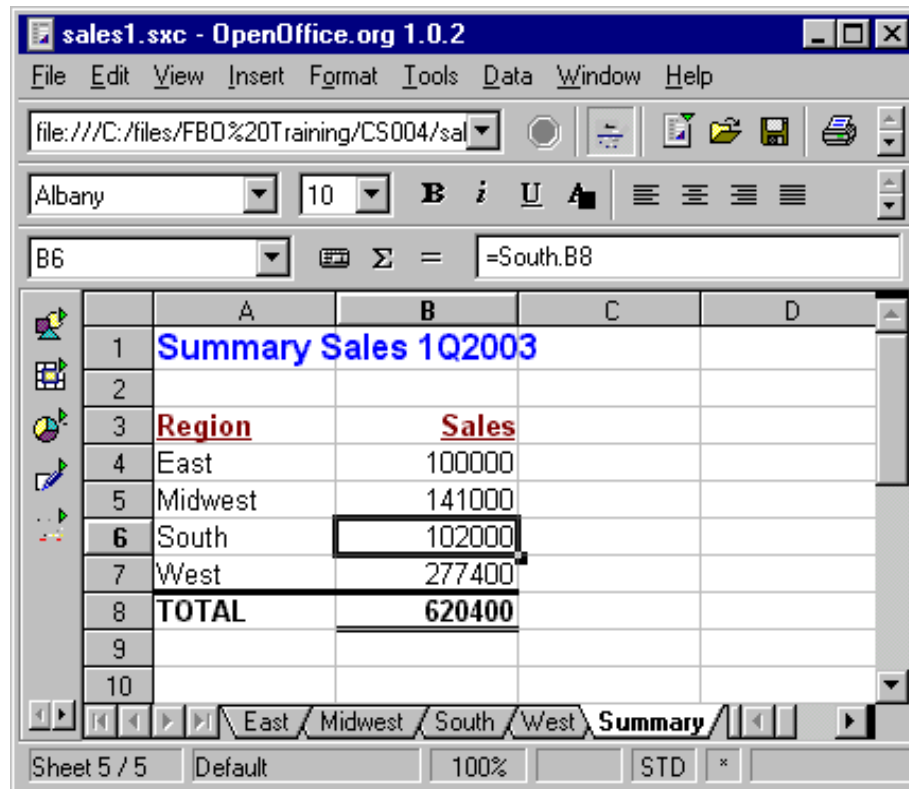 sales1.sxc - OpenOffice.org 1.0.2
File Edit View Insert Format Tools Data Window Help
file:///C:/files/FBO%20Training/CS004/sal
Albany 10 B i U A
B6 Σ = =South.B8
A B C D
1 Summary Sales 1Q2003
2
3 Region Sales
4 East 100000
5 Midwest 141000
6 South 102000
7 West 277400
8 TOTAL 620400
9
10
East Midwest South West Summary
Sheet 5 / 5 Default 100% STD *